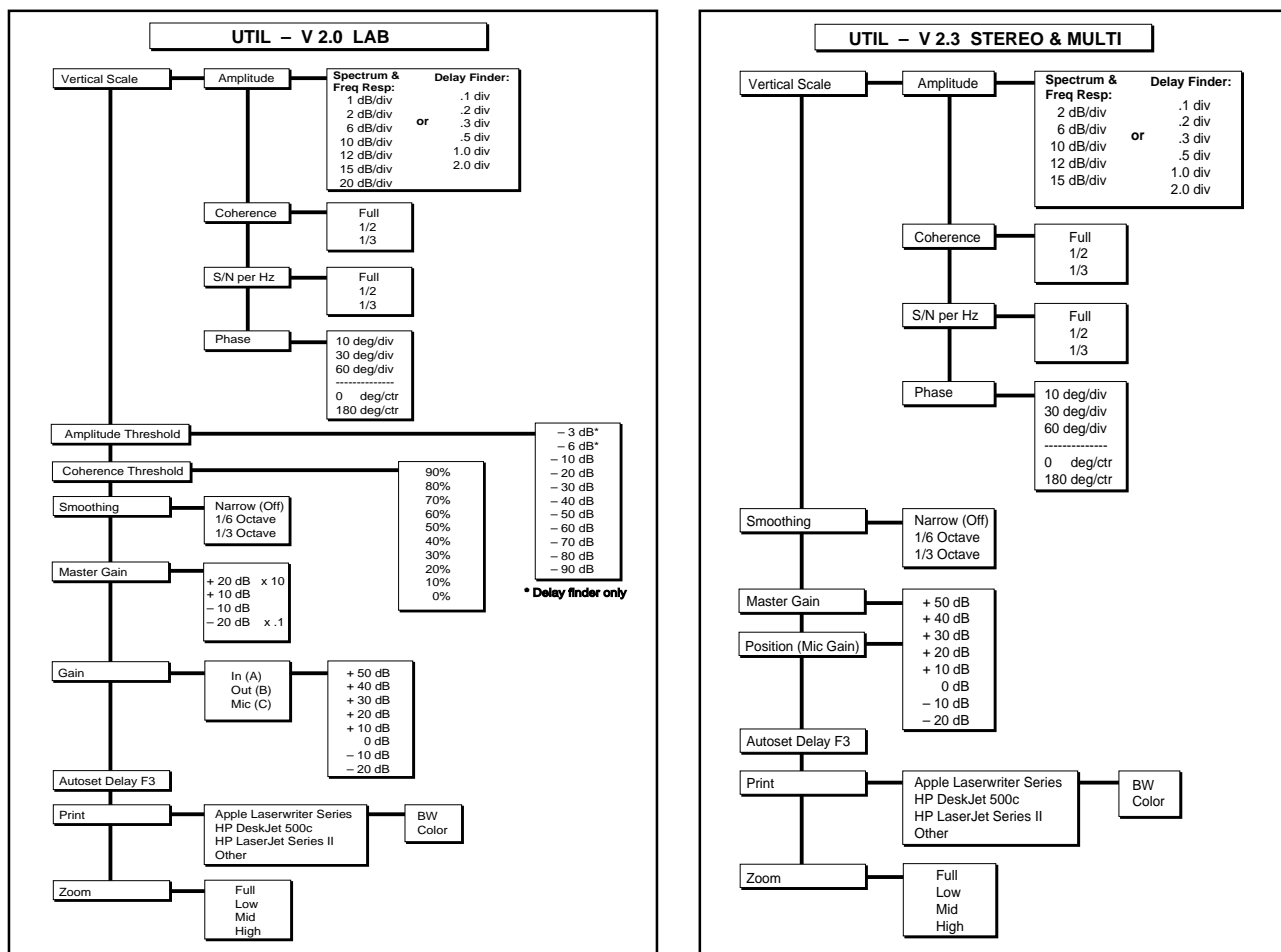 UTIL – V 2.0 LAB
Vertical Scale
Amplitude
Spectrum &
Freq Resp:
1 dB/div
2 dB/div
6 dB/div
10 dB/div
12 dB/div
15 dB/div
20 dB/div
or
Delay Finder:
.1 div
.2 div
.3 div
.5 div
1.0 div
2.0 div
Coherence
Full
1/2
1/3
S/N per Hz
Full
1/2
1/3
Phase
10 deg/div
30 deg/div
60 deg/div
--------------
0 deg/ctr
180 deg/ctr
Amplitude Threshold
– 3 dB*
– 6 dB*
– 10 dB
– 20 dB
– 30 dB
– 40 dB
– 50 dB
– 60 dB
– 70 dB
– 80 dB
– 90 dB
* Delay finder only
Coherence Threshold
90%
80%
70%
60%
50%
40%
30%
20%
10%
0%
Smoothing
Narrow (Off)
1/6 Octave
1/3 Octave
Master Gain
+ 20 dB x 10
+ 10 dB
– 10 dB
– 20 dB x .1
Gain
In (A)
Out (B)
Mic (C)
+ 50 dB
+ 40 dB
+ 30 dB
+ 20 dB
+ 10 dB
0 dB
– 10 dB
– 20 dB
Autoset Delay F3
Print
Apple Laserwriter Series
HP DeskJet 500c
HP LaserJet Series II
Other
BW
Color
Zoom
Full
Low
Mid
High
UTIL – V 2.3 STEREO & MULTI
Vertical Scale
Amplitude
Spectrum &
Freq Resp:
2 dB/div
6 dB/div
10 dB/div
12 dB/div
15 dB/div
or
Delay Finder:
.1 div
.2 div
.3 div
.5 div
1.0 div
2.0 div
Coherence
Full
1/2
1/3
S/N per Hz
Full
1/2
1/3
Phase
10 deg/div
30 deg/div
60 deg/div
--------------
0 deg/ctr
180 deg/ctr
Smoothing
Narrow (Off)
1/6 Octave
1/3 Octave
Master Gain
Position (Mic Gain)
+ 50 dB
+ 40 dB
+ 30 dB
+ 20 dB
+ 10 dB
0 dB
– 10 dB
– 20 dB
Autoset Delay F3
Print
Apple Laserwriter Series
HP DeskJet 500c
HP LaserJet Series II
Other
BW
Color
Zoom
Full
Low
Mid
High